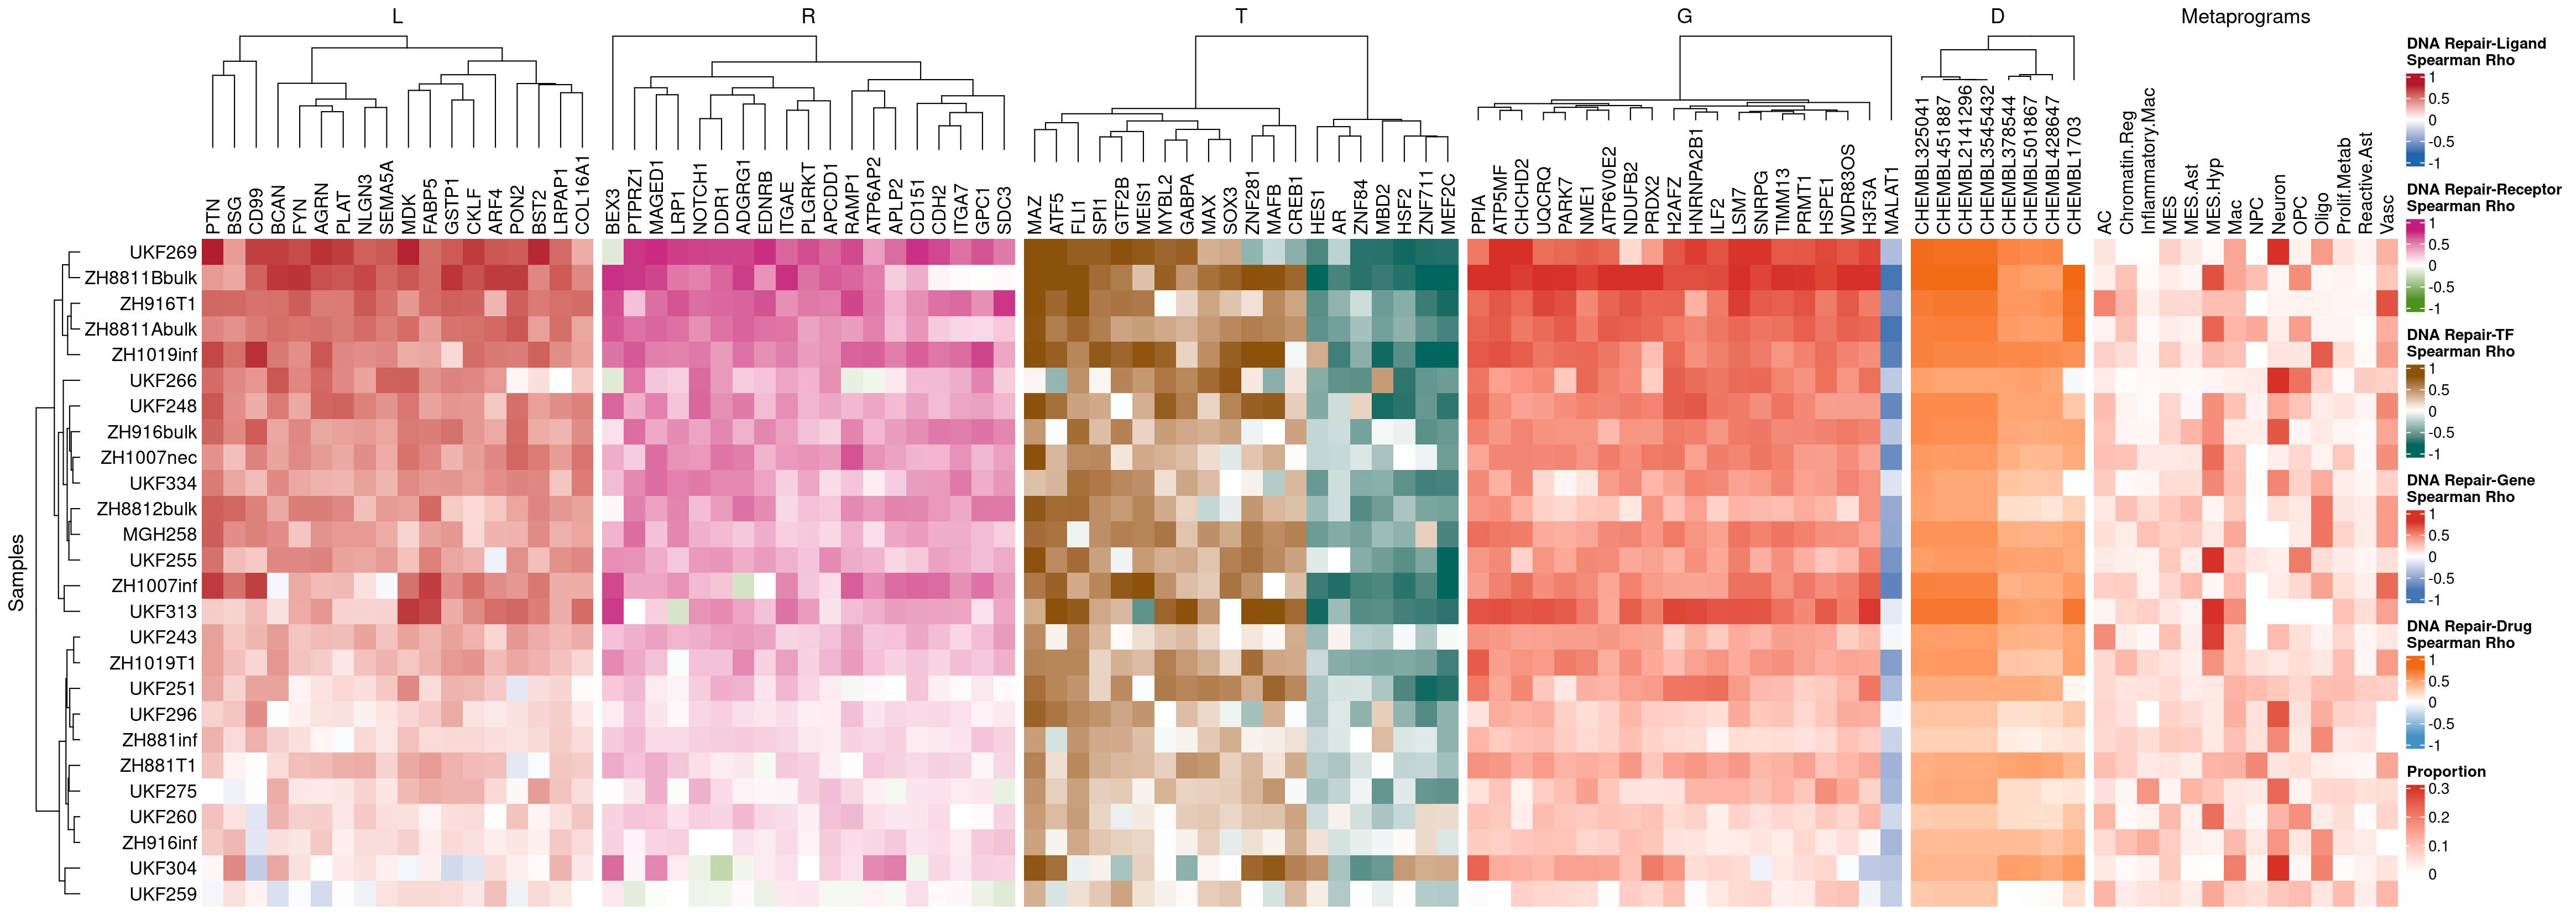 L
R
T
G
D
Metaprograms
PTN
BSG
CD99
BCAN
FYN
AGRN
PLAT
NLGN3
SEMA5A
MDK
FABP5
GSTP1
CKLF
ARF4
PON2
BST2
LRPAP1
COL16A1
BEX3
PTPRZ1
MAGED1
LRP1
NOTCH1
DDR1
ADGRG1
EDNRB
ITGAE
PLGRKT
APCDD1
RAMP1
ATP6AP2
APLP2
CD151
CDH2
ITGA7
GPC1
SDC3
MAZ
ATF5
FLI1
SPI1
GTF2B
MEIS1
MYBL2
GABPA
MAX
SOX3
ZNF281
MAFB
CREB1
HES1
AR
ZNF84
MBD2
HSF2
ZNF711
MEF2C
PPIA
ATP5MF
CHCHD2
UQCRQ
PARK7
NME1
ATP6V0E2
NDUFB2
PRDX2
H2AFZ
HNRNPA2B1
ILF2
LSM7
SNRPG
TIMM13
PRMT1
HSPE1
WDR83OS
H3F3A
MALAT1
CHEMBL325041
CHEMBL451887
CHEMBL2141296
CHEMBL3545432
CHEMBL378544
CHEMBL501867
CHEMBL428647
CHEMBL1703
AC
Chromatin.Reg
Inflammatory.Mac
MES
MES.Ast
MES.Hyp
Mac
NPC
Neuron
OPC
Oligo
Prolif.Metab
Reactive.Ast
Vasc
Samples
UKF269
ZH8811Bbulk
ZH916T1
ZH8811Abulk
ZH1019inf
UKF266
UKF248
ZH916bulk
ZH1007nec
UKF334
ZH8812bulk
MGH258
UKF255
ZH1007inf
UKF313
UKF243
ZH1019T1
UKF251
UKF296
ZH881inf
ZH881T1
UKF275
UKF260
ZH916inf
UKF304
UKF259
DNA Repair-Ligand
Spearman Rho
1
0.5
0
-0.5
-1
DNA Repair-Receptor
Spearman Rho
1
0.5
0
-0.5
-1
DNA Repair-TF
Spearman Rho
1
0.5
0
-0.5
-1
DNA Repair-Gene
Spearman Rho
1
0.5
0
-0.5
-1
DNA Repair-Drug
Spearman Rho
1
0.5
0
-0.5
-1
Proportion
0.3
0.2
0.1
0